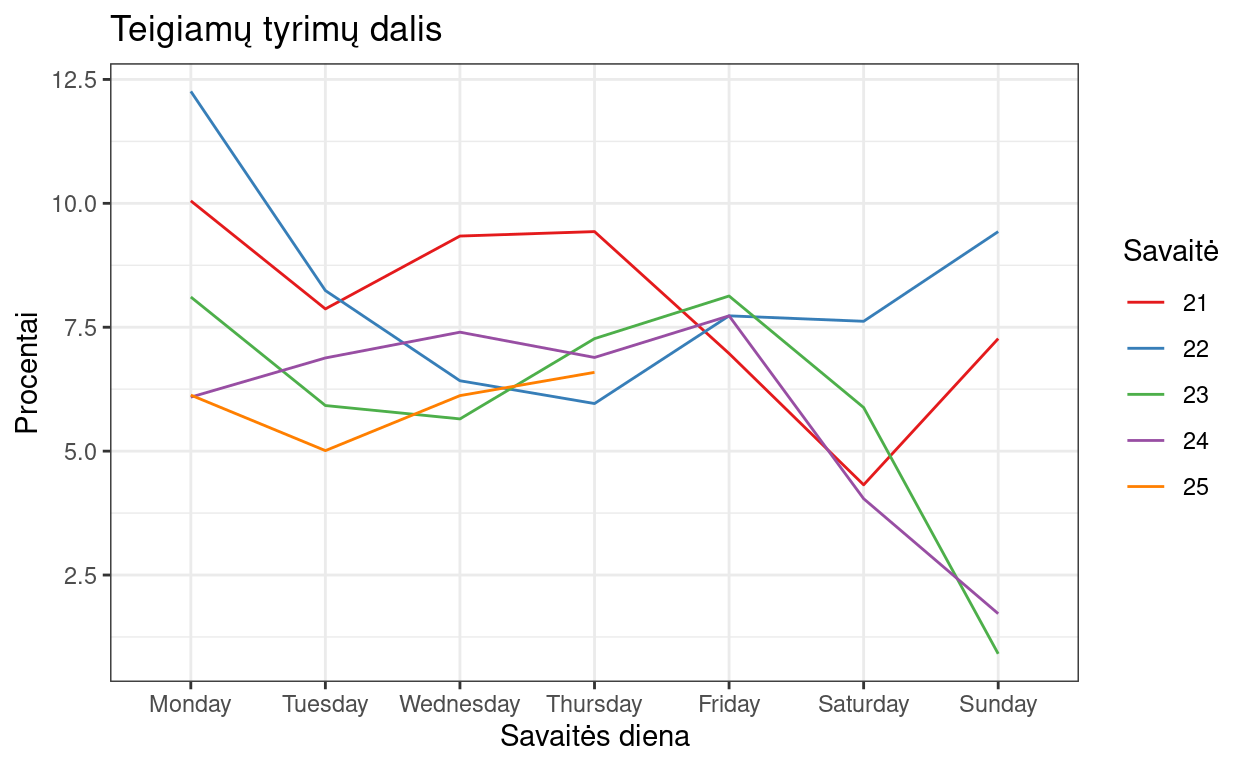 Teigiamų tyrimų dalis
12.5
10.0
7.5
5.0
2.5
Procentai
Monday Tuesday Wednesday Thursday Friday Saturday Sunday
Savaitės diena
Savaitė
21
22
23
24
25